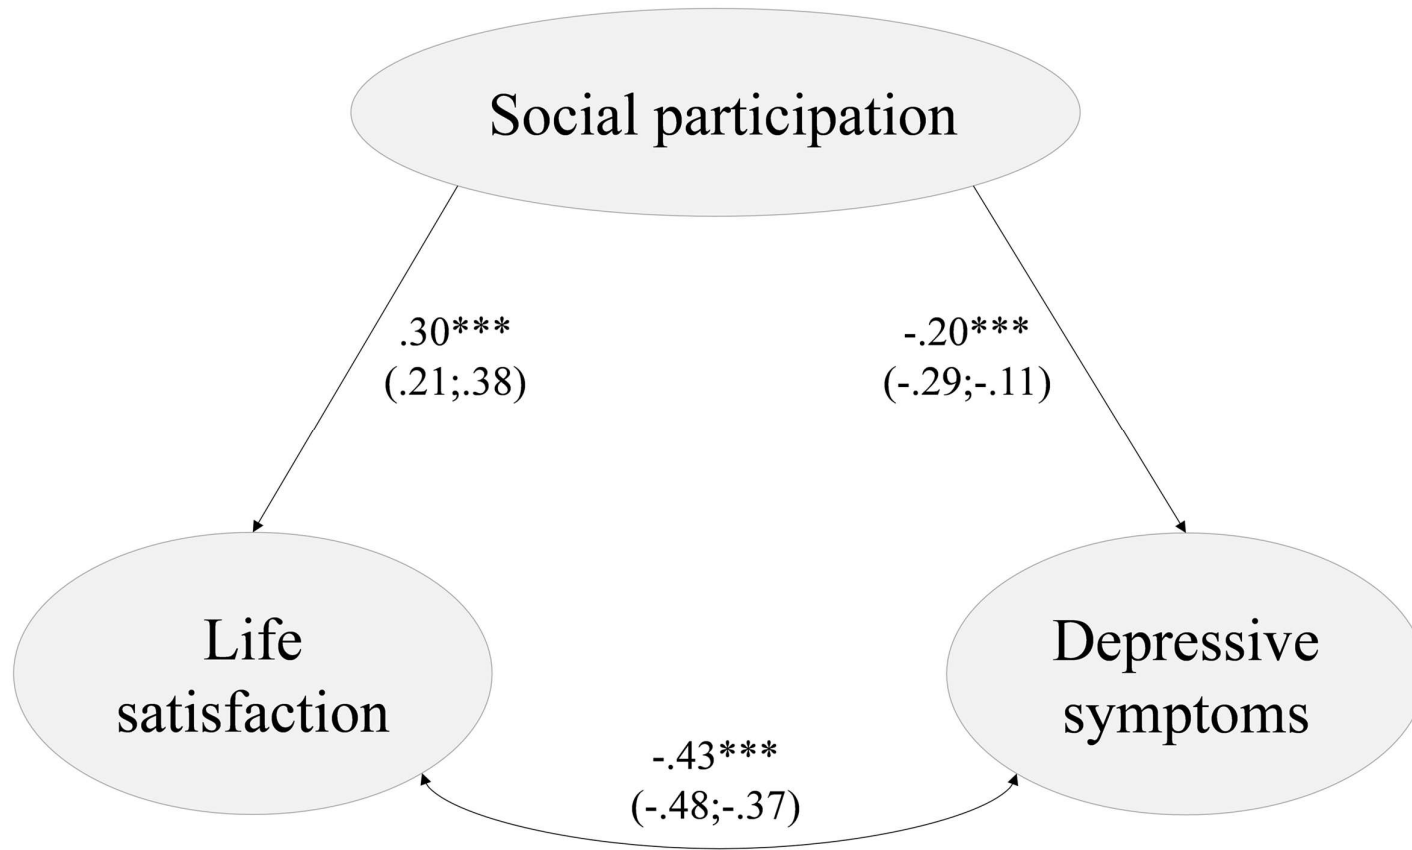 Social participation
.30***
(.21;.38)
-.20***
(-.29;-.11)
Life
satisfaction
Depressive
symptoms
-.43***
(-.48;-.37)